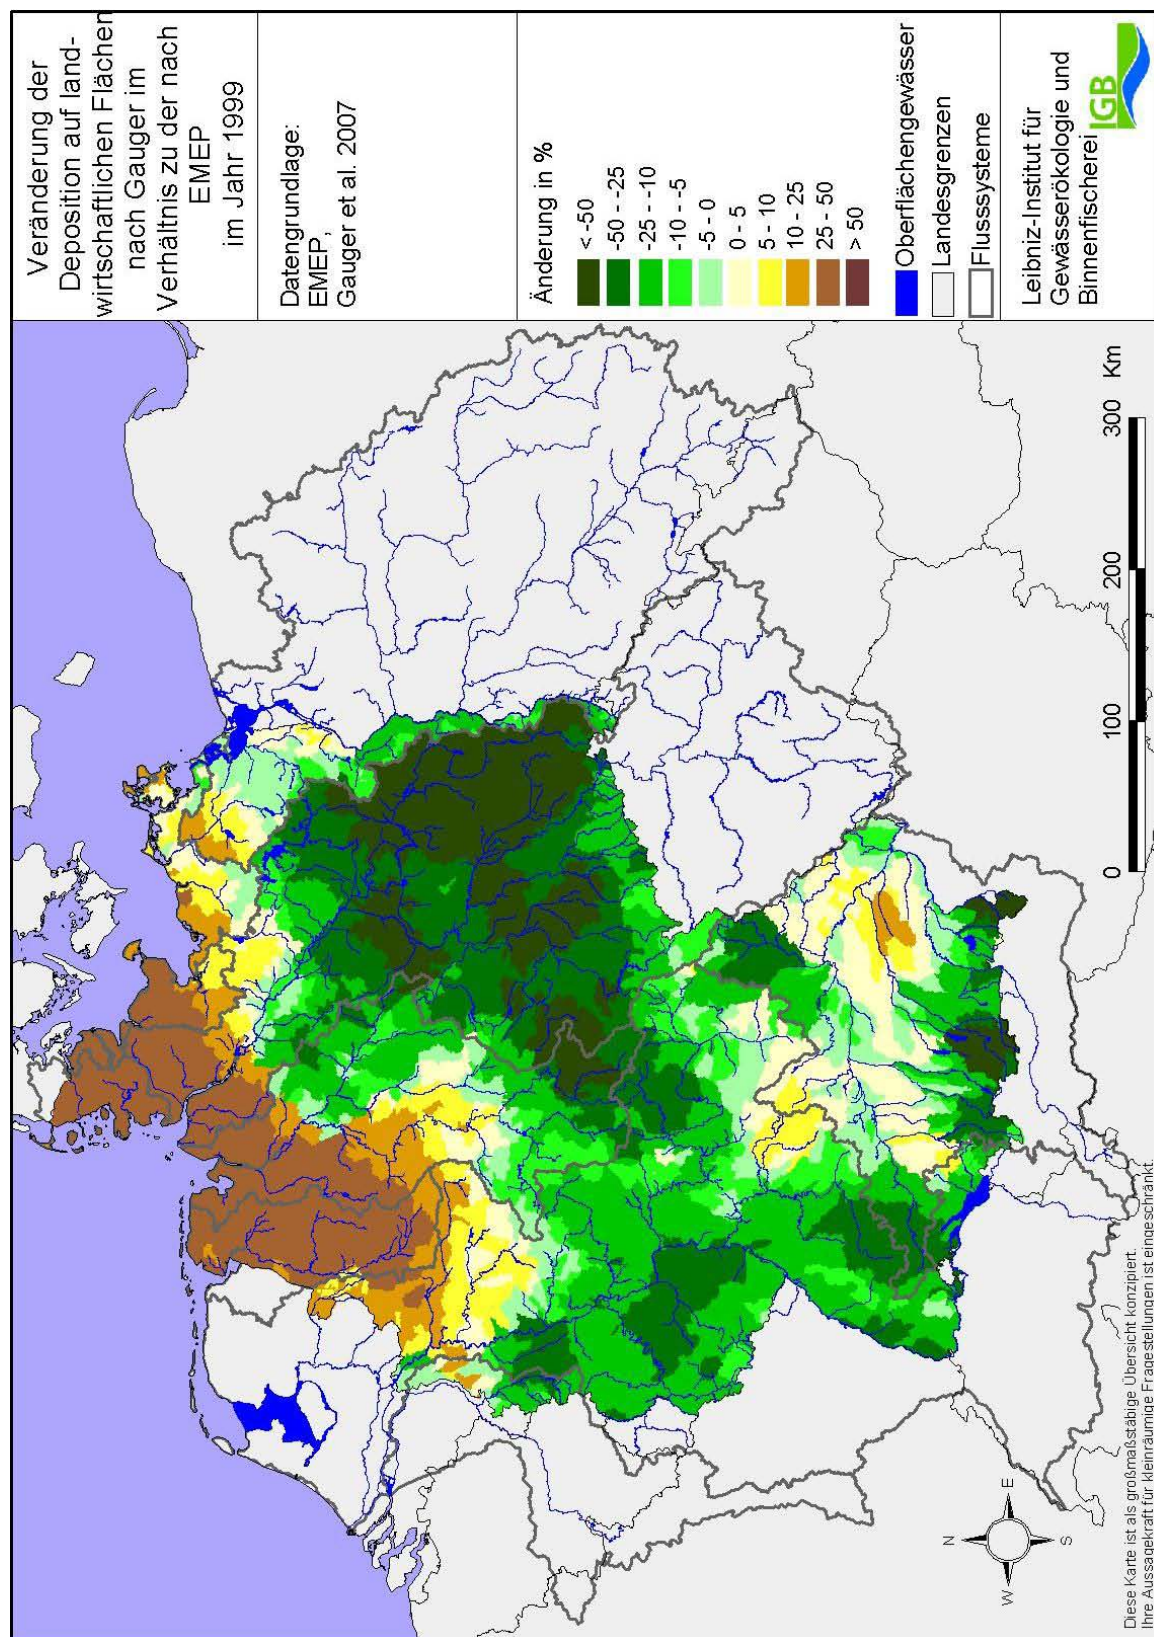 Veränderung der
Deposition auf land-
wirtschaftlichen Flächen
nach Gauger im
Verhältnis zu der nach
EMEP
im Jahr 1999
Datengrundlage:
EMEP,
Gauger et al. 2007
Änderung in %
< -50
-50 - -25
-25 - -10
-10 - -5
-5 - 0
0 - 5
5 - 10
10 - 25
25 - 50
> 50
Oberflächengewässer
Landesgrenzen
Flusssysteme
Leibniz-Institut für
Gewässerökologie und
Binnenfischerei
IGB
N
W
E
S
0 100 200 300 Km
Diese Karte ist als großmaßstäbige Übersicht konzipiert.
Ihre Aussagekraft für kleinräumige Fragestellungen ist eingeschränkt.